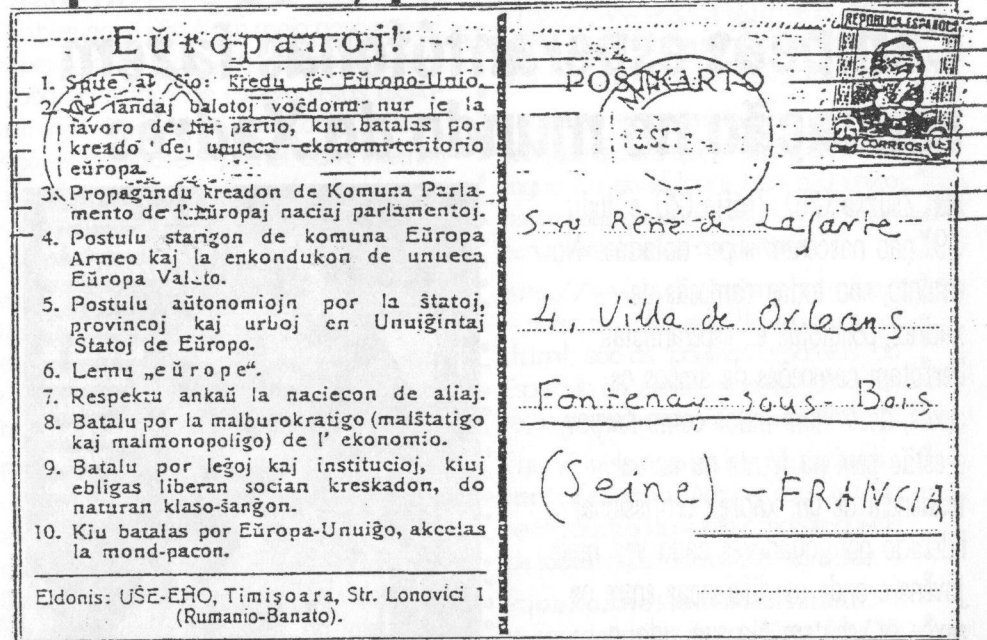 Eŭropano!
1. Spite al ĉio: kredu je Eŭropo-Unio.
2. Ĉe landaj balotoj voĉdonu nur je la
favoro de tiu partio, kiu batalas por
kreado de unueca ekonomi-teritorio
eŭropa.
3. Propagandu kreadon de Komuna Parla-
mento de l' eŭropaj naciaj parlamentoj.
4. Postulu starigon de komuna Eŭropa
Armeo kaj la enkondukon de unueca
Eŭropa Valuto.
5. Postulu aŭtonomiojn por la ŝtatoj,
provincoj kaj urboj en Unuiĝintaj
Ŝtatoj de Eŭropo.
6. Lernu „eŭrope“.
7. Respektu ankaŭ la naciecon de aliaj.
8. Batalu por la malburokratigo (malŝtatigo
kaj malmonopoligo) de l' ekonomio.
9. Batalu por leĝoj kaj institucioj, kiuj
ebligas liberan socian kreskadon, do
naturan klaso-ŝanĝon.
10. Kiu batalas por Eŭropa-Unuiĝo, akcelas
la mond-pacon.
Eldonis: UŜE-EHO, Timişoara, Str. Lonovici 1
(Rumanio-Banato).
REPUBLICA ESPAÑOLA
25
CORREOS
POŜTKARTO
S-ro René de Lajarte
4, Villa de Orleans
Fontenay-sous-Bois
(Seine) FRANCIA